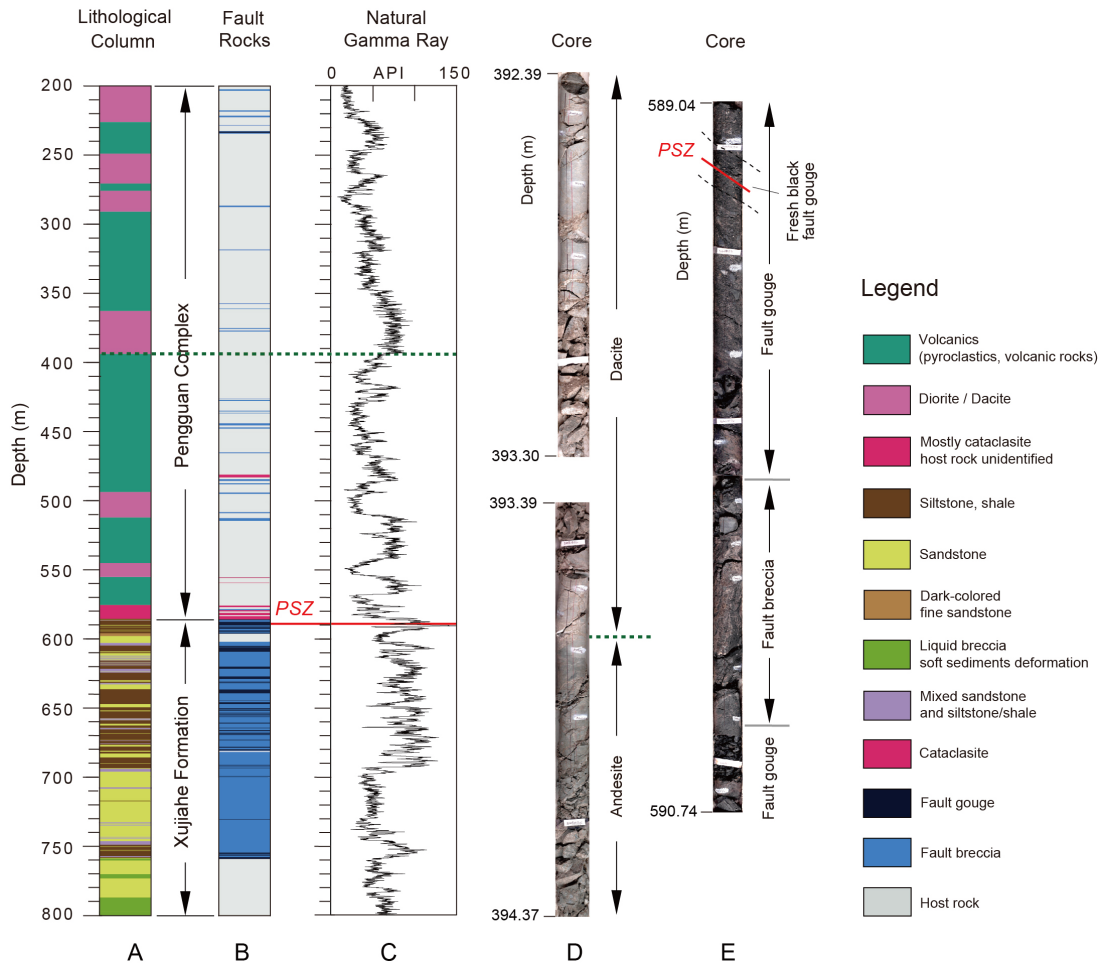 Lithological
Column
Fault
Rocks
Natural
Gamma Ray
Core
Core
0 API 150
200
250
300
350
400
450
500
550
600
650
700
750
800
Depth (m)
Pengguan Complex
Xujiahe Formation
PSZ
392.39
393.30
393.39
394.37
Depth (m)
Dacite
Andesite
589.04
590.74
PSZ
Depth (m)
Fresh black
fault gouge
Fault gouge
Fault breccia
Fault gouge
Legend
Volcanics
(pyroclastics, volcanic rocks)
Diorite / Dacite
Mostly cataclasite
host rock unidentified
Siltstone, shale
Sandstone
Dark-colored
fine sandstone
Liquid breccia
soft sediments deformation
Mixed sandstone
and siltstone/shale
Cataclasite
Fault gouge
Fault breccia
Host rock
A
B
C
D
E